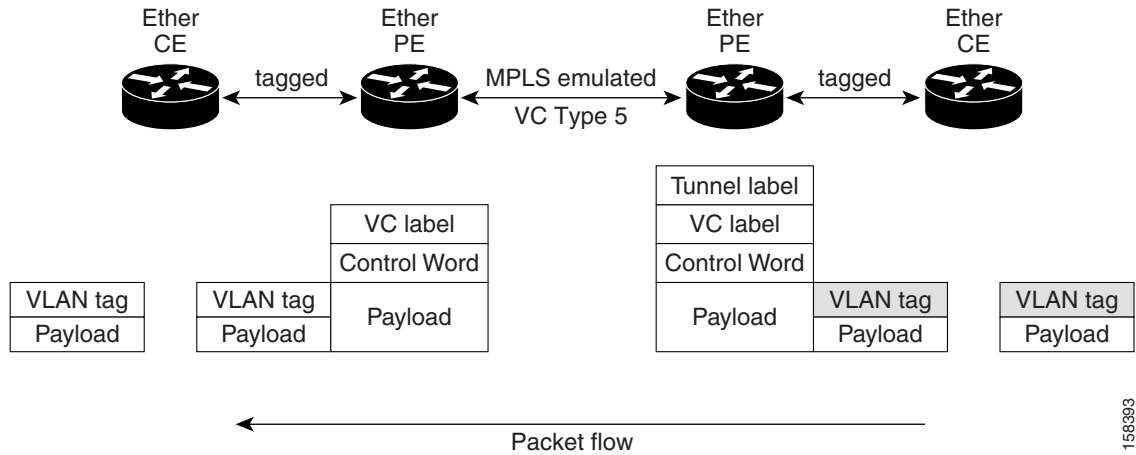 Ether
CE
Ether
PE
Ether
PE
Ether
CE
tagged
MPLS emulated
tagged
VC Type 5
Tunnel label
VC label
VC label
Control Word
Control Word
VLAN tag
VLAN tag
Payload
Payload
VLAN tag
VLAN tag
Payload
Payload
Payload
Payload
Packet flow
158393